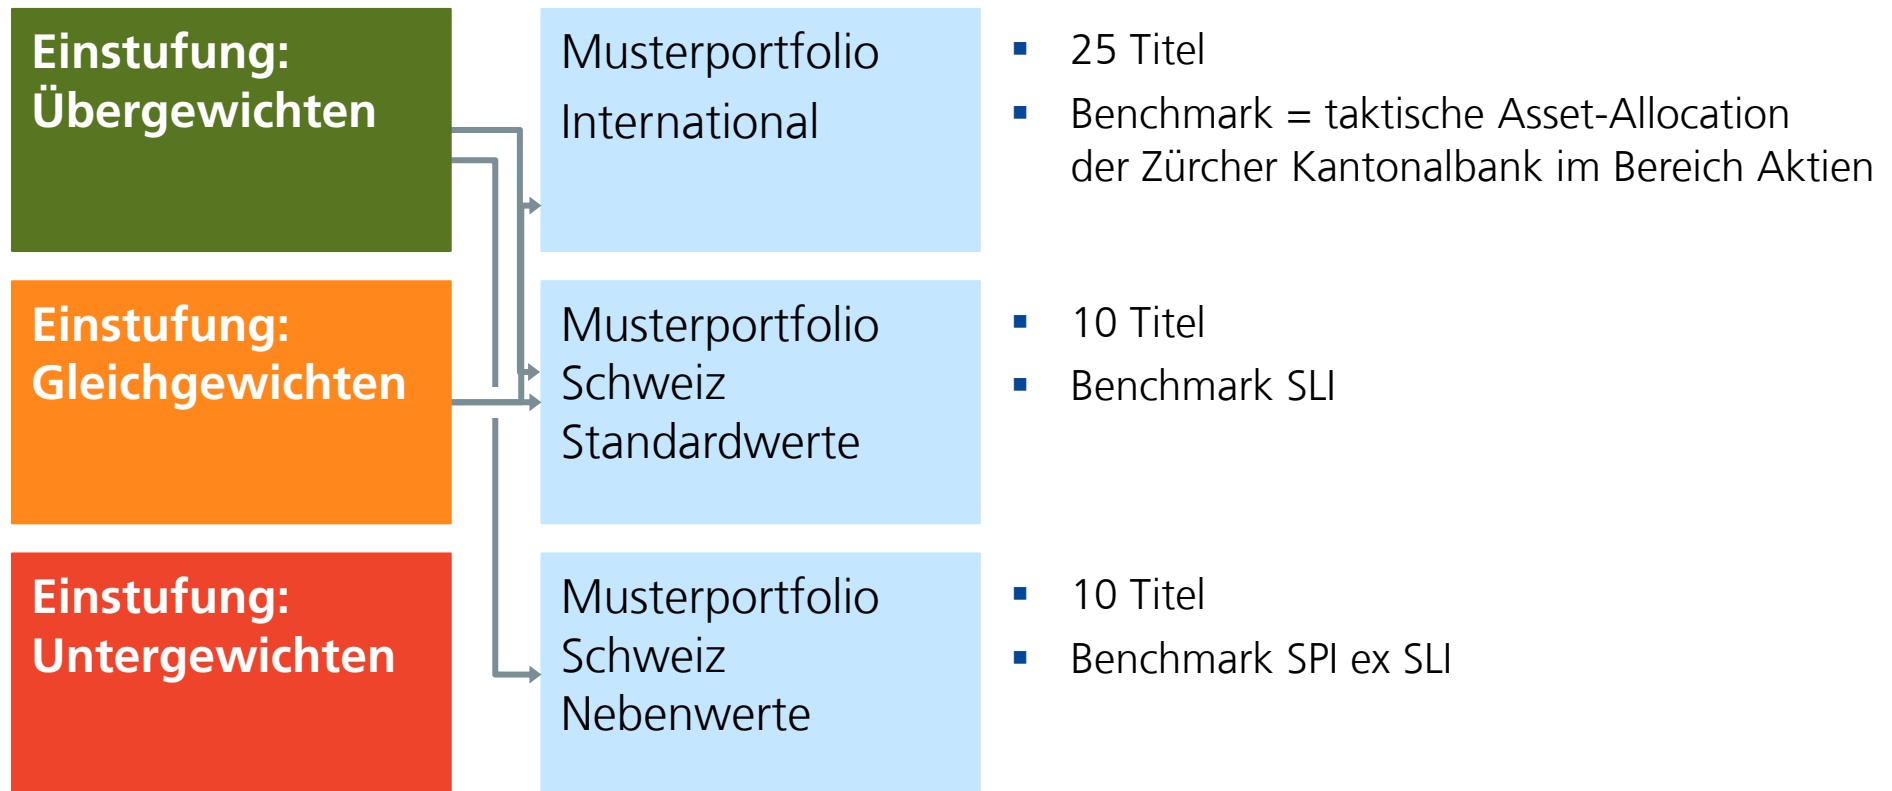 Einstufung:
Übergewichten
Musterportfolio
International
▪ 25 Titel
▪ Benchmark = taktische Asset-Allocation
der Zürcher Kantonalbank im Bereich Aktien
Einstufung:
Gleichgewichten
Musterportfolio
Schweiz
Standardwerte
▪ 10 Titel
▪ Benchmark SLI
Einstufung:
Untergewichten
Musterportfolio
Schweiz
Nebenwerte
▪ 10 Titel
▪ Benchmark SPI ex SLI